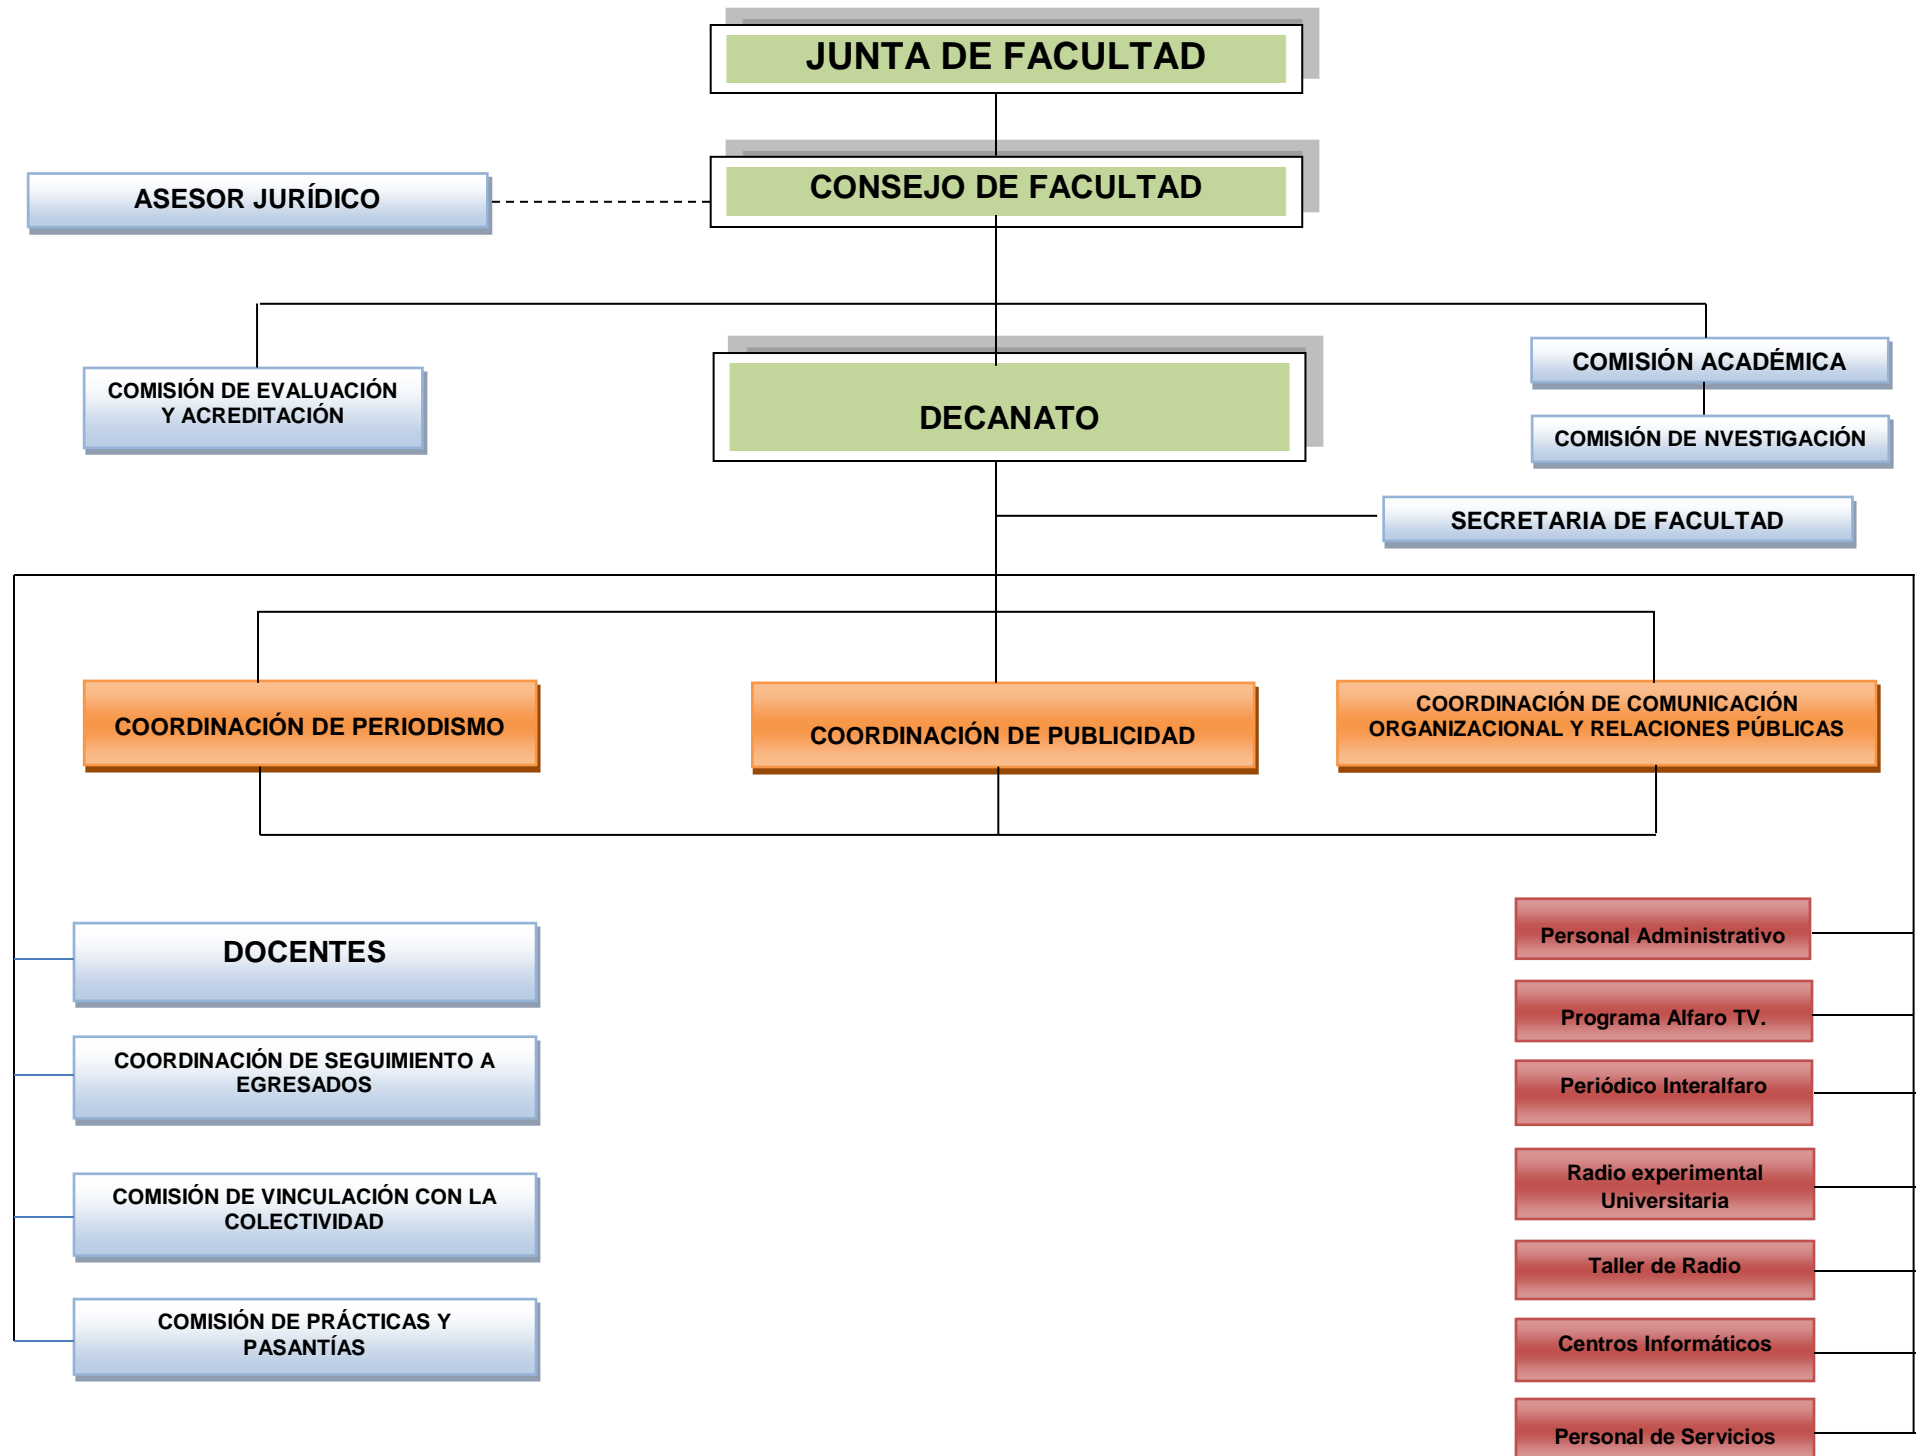 JUNTA DE FACULTAD
CONSEJO DE FACULTAD
ASESOR JURÍDICO
COMISIÓN DE EVALUACIÓN
Y ACREDITACIÓN
DECANATO
COMISIÓN ACADÉMICA
COMISIÓN DE NVESTIGACIÓN
SECRETARIA DE FACULTAD
COORDINACIÓN DE PERIODISMO
COORDINACIÓN DE PUBLICIDAD
COORDINACIÓN DE COMUNICACIÓN
ORGANIZACIONAL Y RELACIONES PÚBLICAS
DOCENTES
COORDINACIÓN DE SEGUIMIENTO A
EGRESADOS
COMISIÓN DE VINCULACIÓN CON LA
COLECTIVIDAD
COMISIÓN DE PRÁCTICAS Y
PASANTÍAS
Personal Administrativo
Programa Alfaro TV.
Periódico Interalfaro
Radio experimental
Universitaria
Taller de Radio
Centros Informáticos
Personal de Servicios